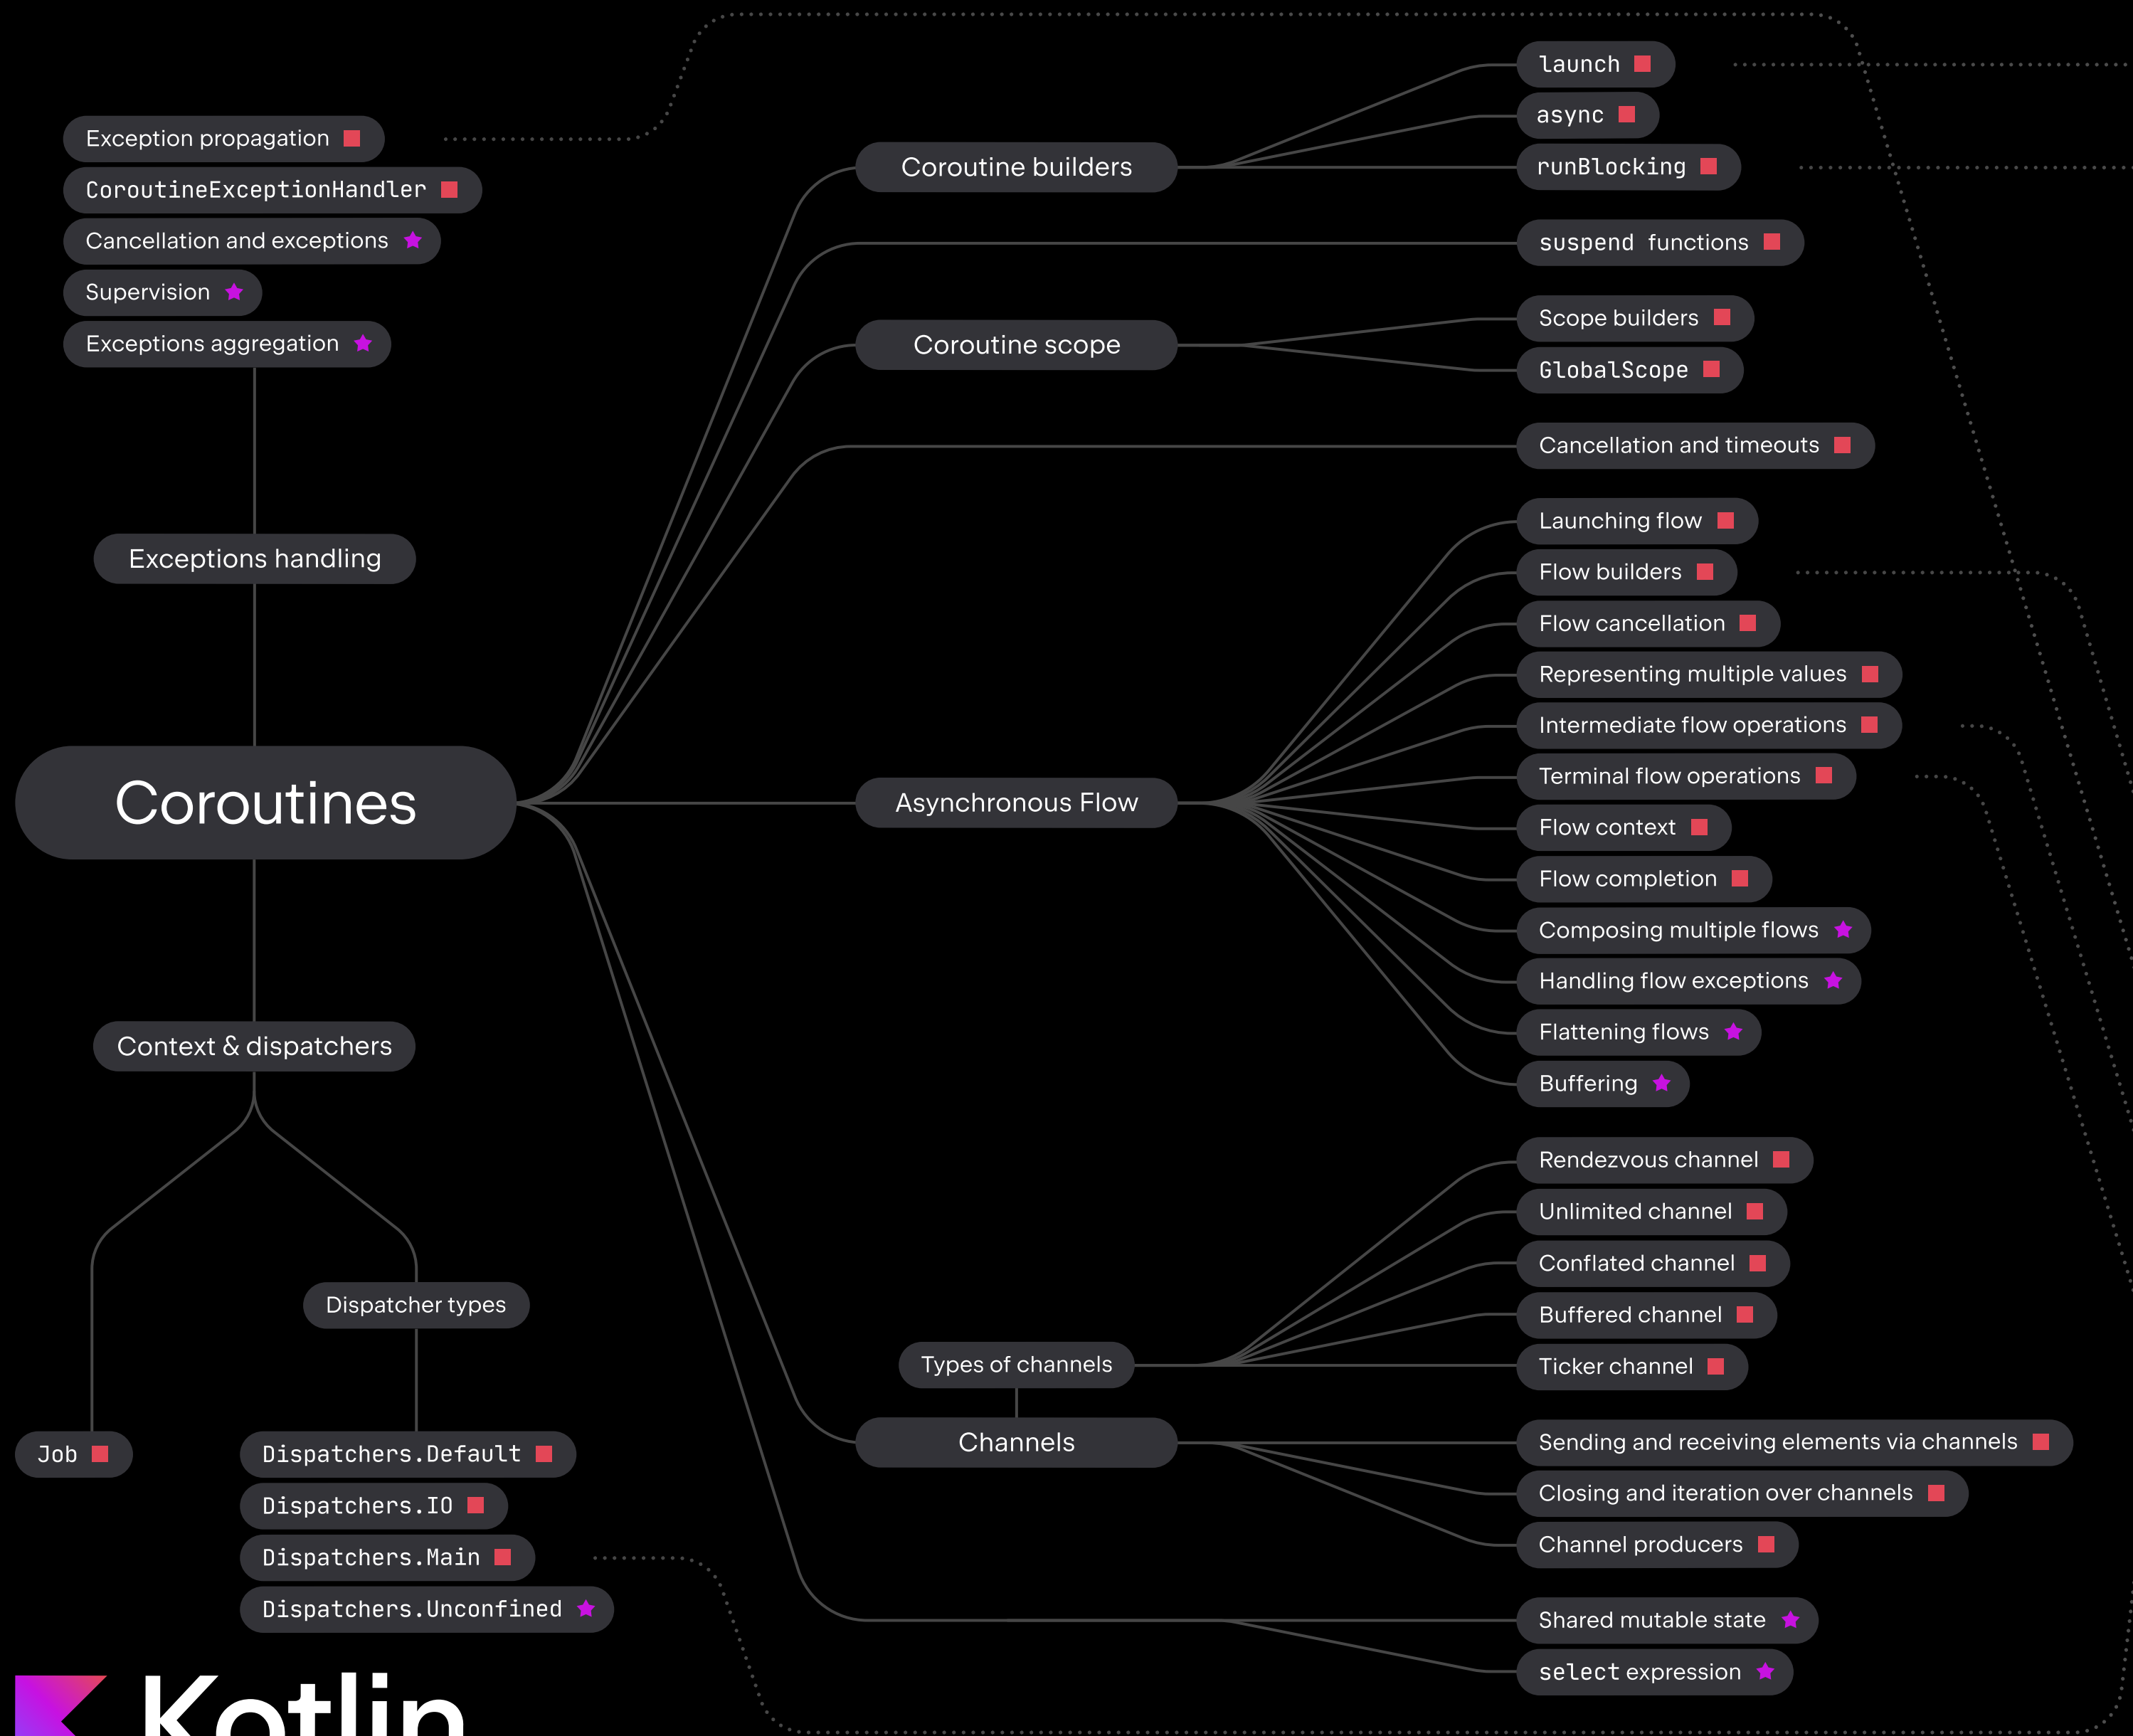 Exception propagation
CoroutineExceptionHandler
Cancellation and exceptions
Supervision
Exceptions aggregation
Exceptions handling
Coroutines
Context & dispatchers
Dispatcher types
Job
Dispatchers.Default
Dispatchers.IO
Dispatchers.Main
Dispatchers.Unconfined
Kotlin
Coroutine builders
launch
async
runBlocking
suspend functions
Coroutine scope
Scope builders
GlobalScope
Cancellation and timeouts
Asynchronous Flow
Launching flow
Flow builders
Flow cancellation
Representing multiple values
Intermediate flow operations
Terminal flow operations
Flow context
Flow completion
Composing multiple flows
Handling flow exceptions
Flattening flows
Buffering
Types of channels
Rendezvous channel
Unlimited channel
Conflated channel
Buffered channel
Ticker channel
Channels
Sending and receiving elements via channels
Closing and iteration over channels
Channel producers
Shared mutable state
select expression